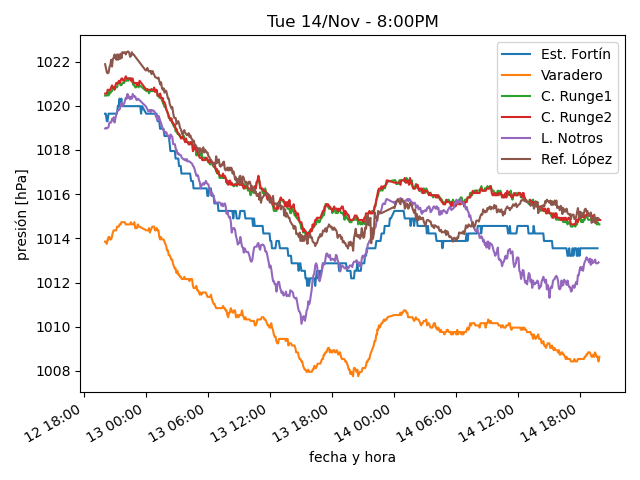 Tue 14/Nov - 8:00PM
presión [hPa]
1022
1020
1018
1016
1014
1012
1010
1008
Est. Fortín
Varadero
C. Runge1
C. Runge2
L. Notros
Ref. López
12 18:00
13 00:00
13 06:00
13 12:00
13 18:00
14 00:00
14 06:00
14 12:00
14 18:00
fecha y hora